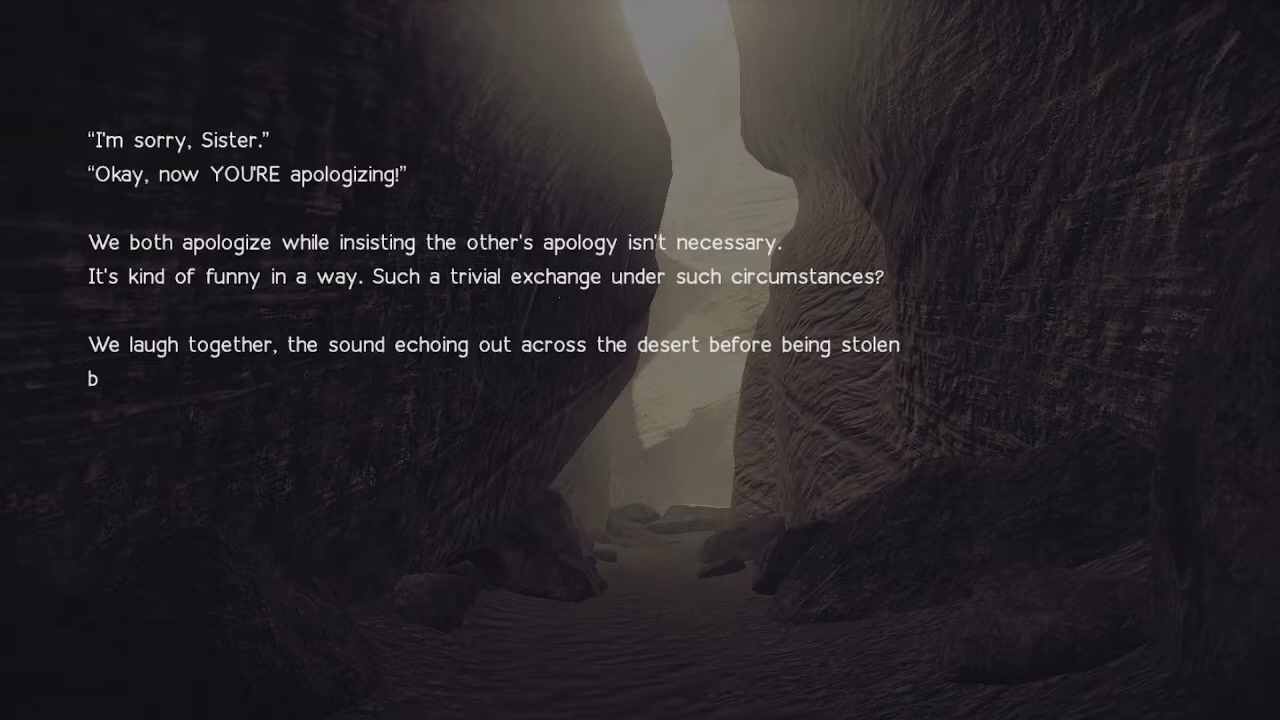 “I'm sorry, Sister.”
“Okay, now YOU'RE apologizing!”
We both apologize while insisting the other's apology isn't necessary.
It's kind of funny in a way. Such a trivial exchange under such circumstances?
We laugh together, the sound echoing out across the desert before being stolen
b